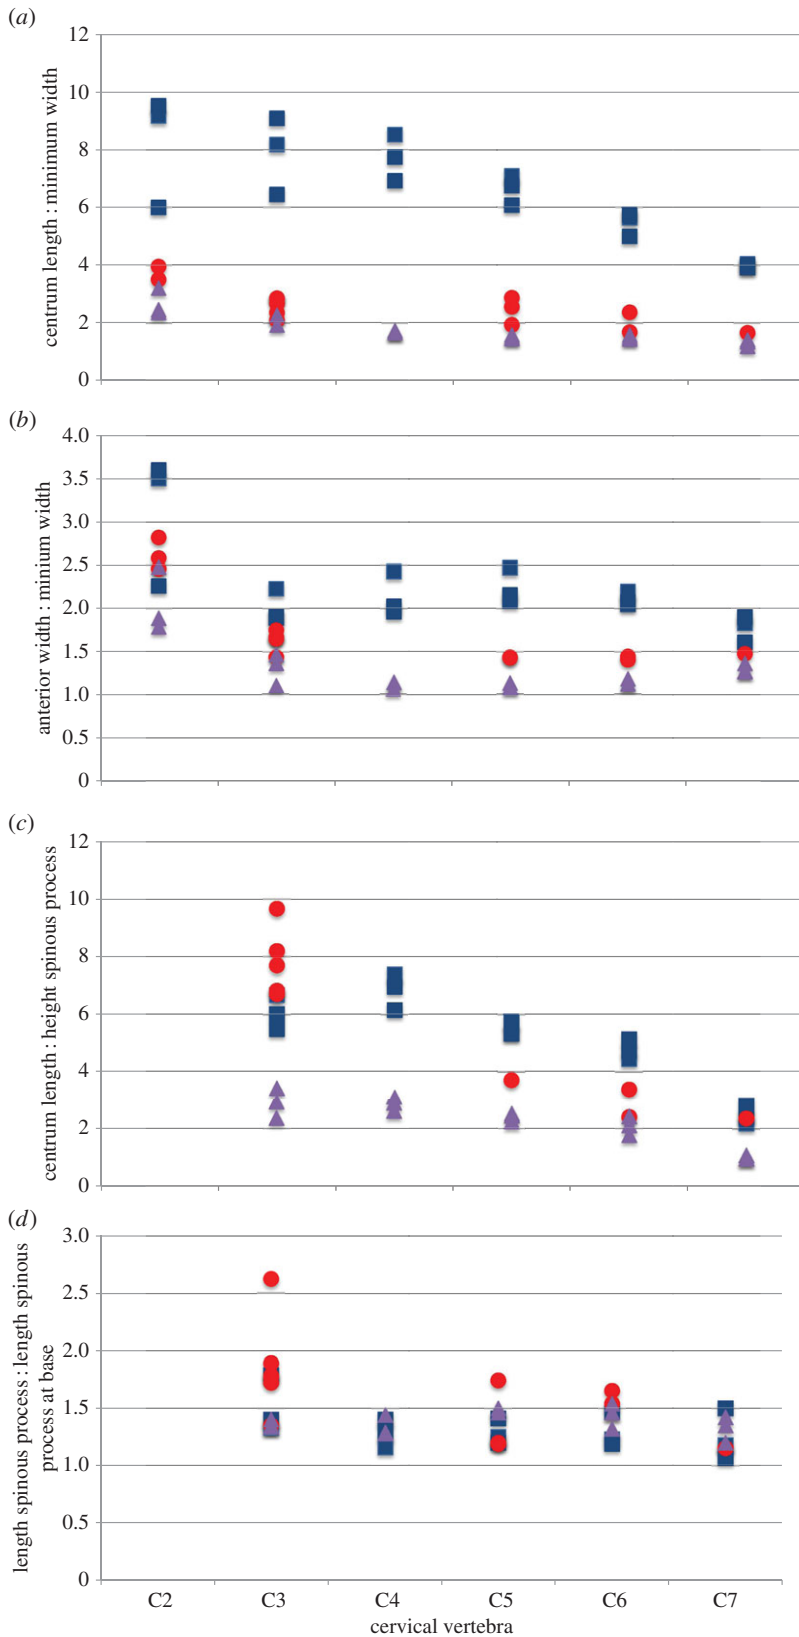 (a)
centrum length : minimum width
12
10
8
6
4
2
0
(b)
anterior width : minium width
4.0
3.5
3.0
2.5
2.0
1.5
1.0
0.5
0
(c)
centrum length : height spinous process
12
10
8
6
4
2
0
(d)
length spinous process : length spinous
process at base
3.0
2.5
2.0
1.5
1.0
0.5
0
C2 C3 C4 C5 C6 C7
cervical vertebra